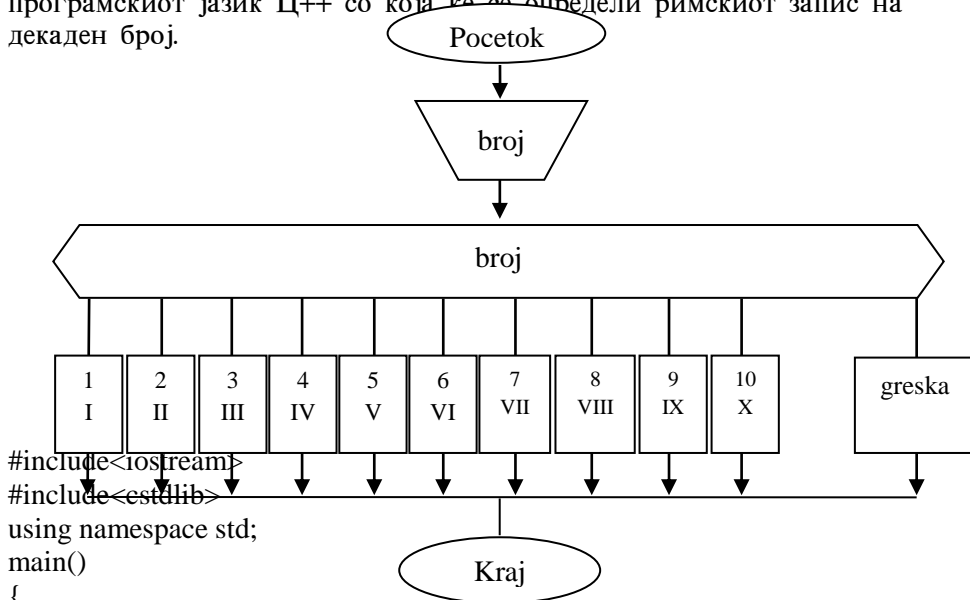 програмскиот јазик Ц++ со која ќе се определи римскиот запис на
декаден број.
Pocetok
broj
broj
1 2 3 4 5 6 7 8 9 10
I II III IV V VI VII VIII IX X
greska
#include<iostream>
#include<cstdlib>
using namespace std;
main()
{
Kraj